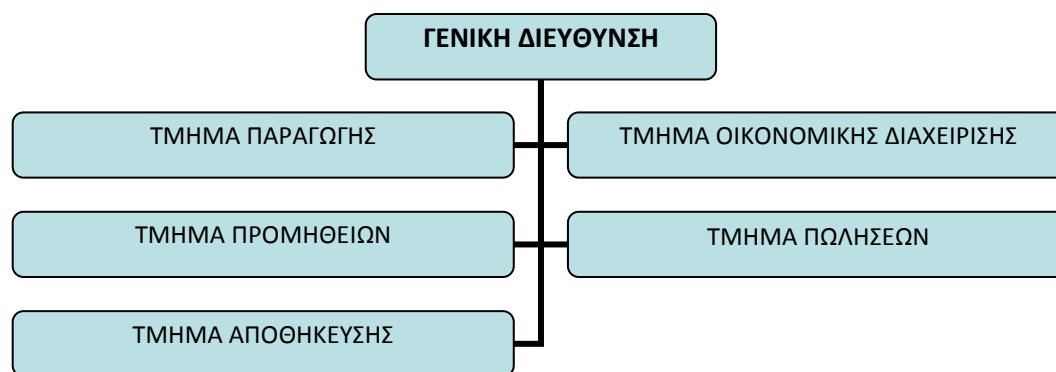 ΓΕΝΙΚΗ ΔΙΕΥΘΥΝΣΗ
ΤΜΗΜΑ ΠΑΡΑΓΩΓΗΣ
ΤΜΗΜΑ ΟΙΚΟΝΟΜΙΚΗΣ ΔΙΑΧΕΙΡΙΣΗΣ
ΤΜΗΜΑ ΠΡΟΜΗΘΕΙΩΝ
ΤΜΗΜΑ ΠΩΛΗΣΕΩΝ
ΤΜΗΜΑ ΑΠΟΘΗΚΕΥΣΗΣ